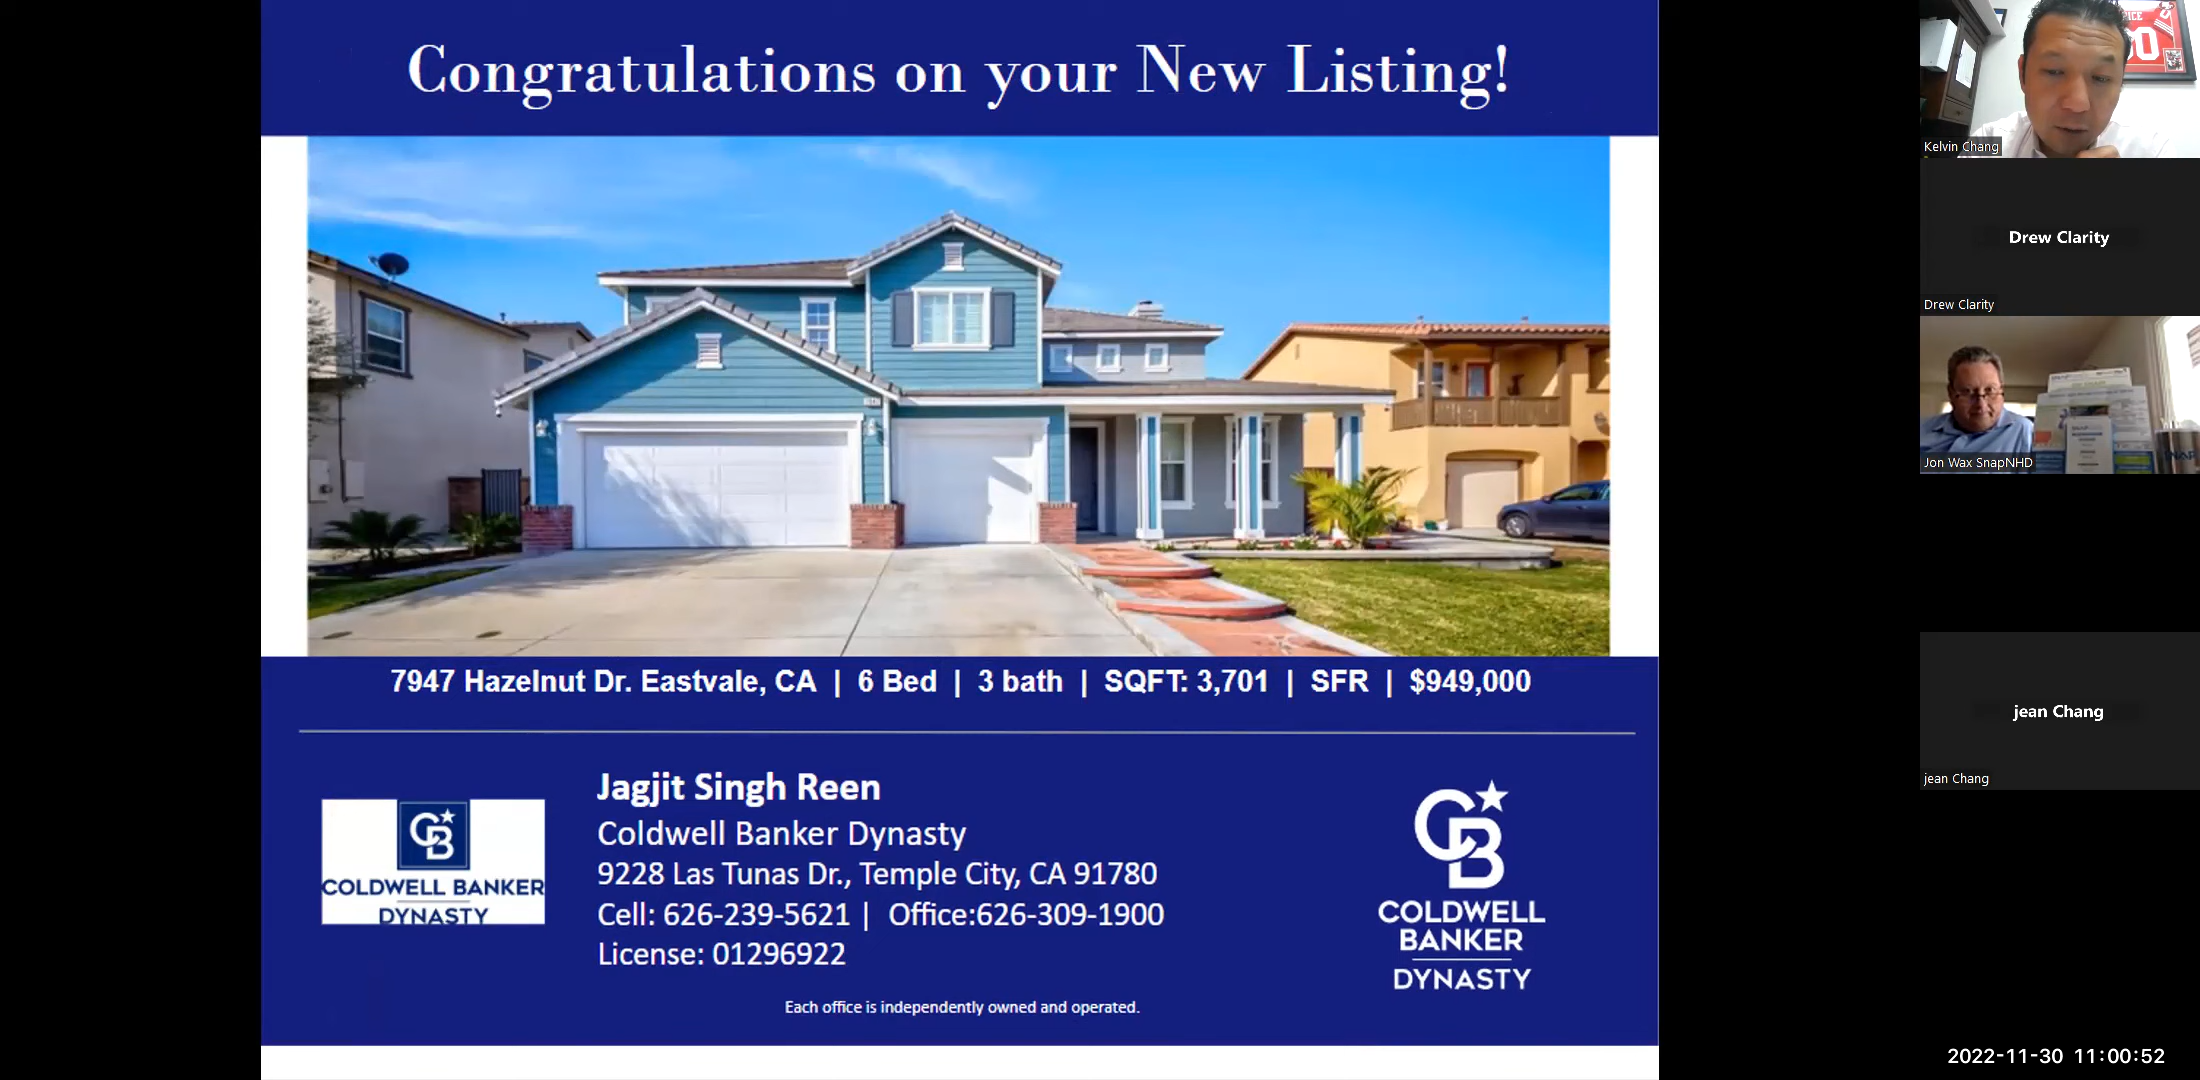 Congratulations on your New Listing!
7947 Hazelnut Dr. Eastvale, CA | 6 Bed | 3 bath | SQFT: 3,701 | SFR | $949,000
CB
COLDWELL BANKER
DYNASTY
Jagjit Singh Reen
Coldwell Banker Dynasty
9228 Las Tunas Dr., Temple City, CA 91780
Cell: 626-239-5621 | Office:626-309-1900
License: 01296922
Each office is independently owned and operated.
CB
COLDWELL
BANKER
DYNASTY
Kelvin Chang
Drew Clarity
Drew Clarity
Jon Wax SnapNHD
jean Chang
jean Chang
2022-11-30 11:00:52